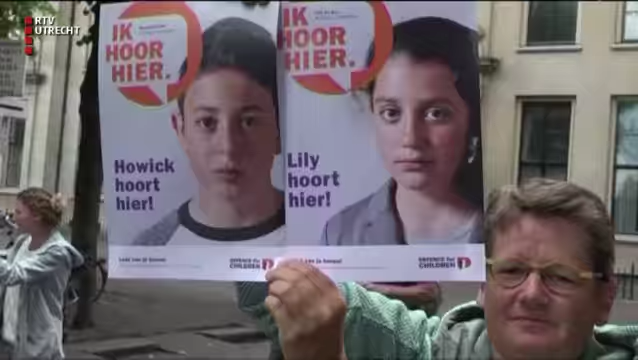 RTV
UTRECHT
IK
HOOR
HIER.
Howick
hoort
hier!
DEFENCE for
CHILDREN
IK
HOOR
HIER.
Lily
hoort
hier!
DEFENCE for
CHILDREN